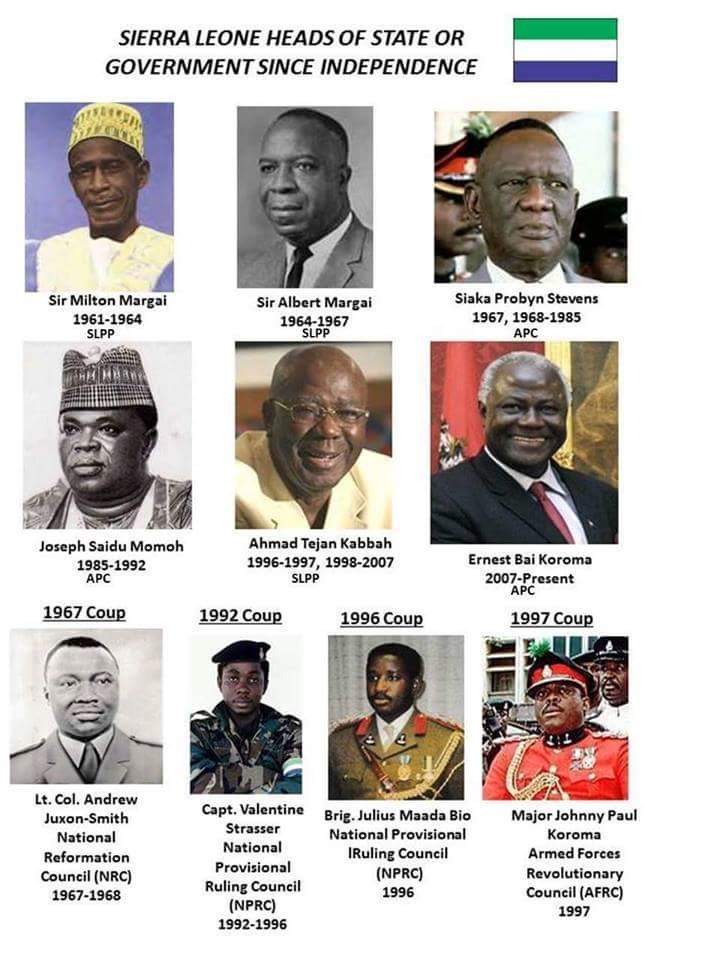 SIERRA LEONE HEADS OF STATE OR
GOVERNMENT SINCE INDEPENDENCE
Sir Milton Margai
1961-1964
SLPP
Sir Albert Margai
1964-1967
SLPP
Siaka Probyn Stevens
1967, 1968-1985
APC
Joseph Saidu Momoh
1985-1992
APC
Ahmad Tejan Kabbah
1996-1997, 1998-2007
SLPP
Ernest Bai Koroma
2007-Present
APC
1967 Coup
Lt. Col. Andrew
Juxon-Smith
National
Reformation
Council (NRC)
1967-1968
1992 Coup
Capt. Valentine
Strasser
National
Provisional
Ruling Council
(NPRC)
1992-1996
1996 Coup
Brig. Julius Maada Bio
National Provisional
lRuling Council
(NPRC)
1996
1997 Coup
Major Johnny Paul
Koroma
Armed Forces
Revolutionary
Council (AFRC)
1997